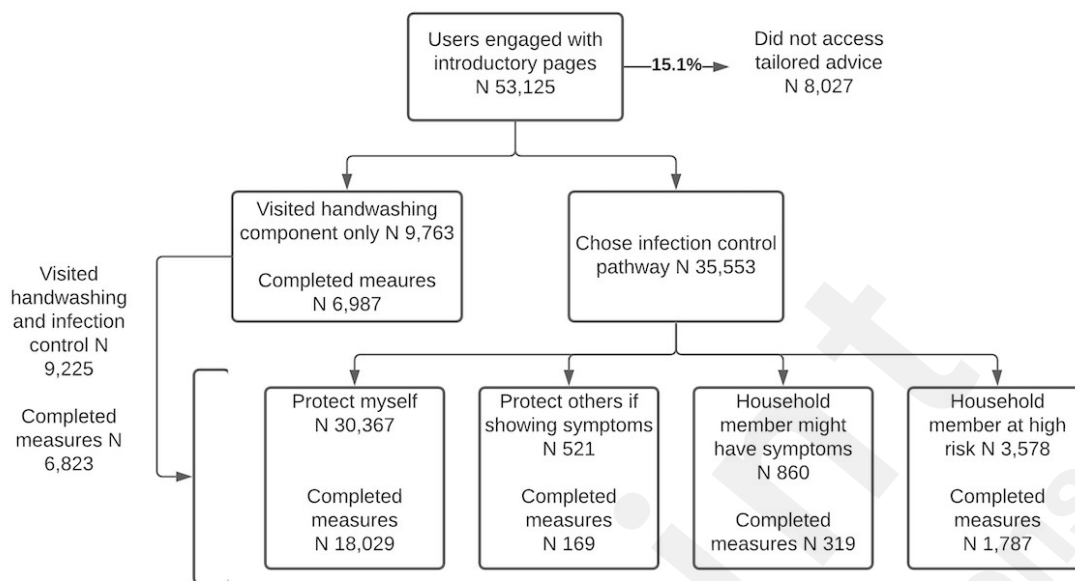 Users engaged with
introductory pages
N 53,125
15.1%
Did not access
tailored advice
N 8,027
Visited handwashing
component only N 9,763
Completed meaures
N 6,987
Chose infection control
pathway N 35,553
Visited
handwashing
and infection
control N
9,225
Completed
measures N
6,823
Protect myself
N 30,367
Completed
measures
N 18,029
Protect others if
showing symptoms
N 521
Completed
measures
N 169
Household
member might
have symptoms
N 860
Completed
measures N 319
Household
member at high
risk N 3,578
Completed
measures
N 1,787